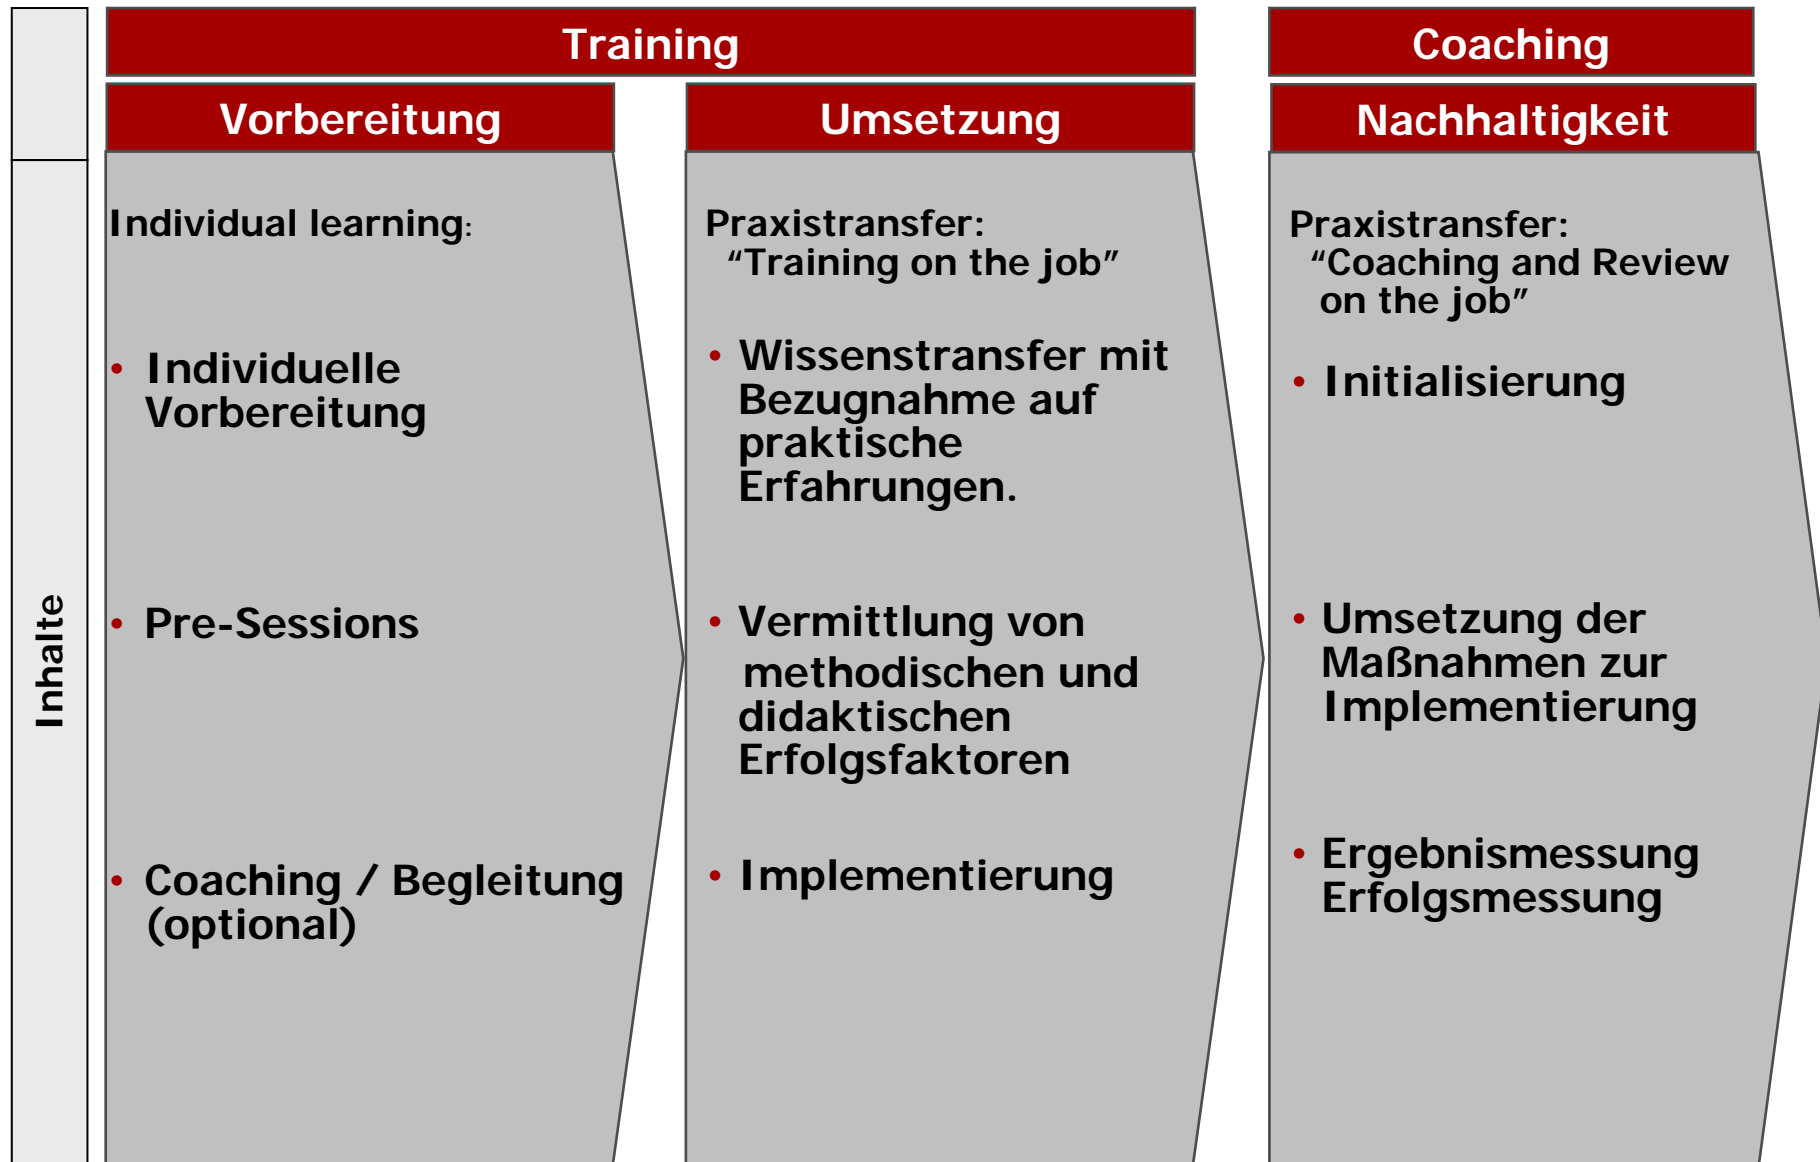 Training
Coaching
Vorbereitung
Umsetzung
Nachhaltigkeit
Inhalte
Individual learning:
• Individuelle
Vorbereitung
• Pre-Sessions
• Coaching / Begleitung
(optional)
Praxistransfer:
“Training on the job”
• Wissenstransfer mit
Bezugnahme auf
praktische
Erfahrungen.
• Vermittlung von
methodischen und
didaktischen
Erfolgsfaktoren
• Implementierung
Praxistransfer:
“Coaching and Review
on the job”
• Initialisierung
• Umsetzung der
Maßnahmen zur
Implementierung
• Ergebnismessung
Erfolgsmessung